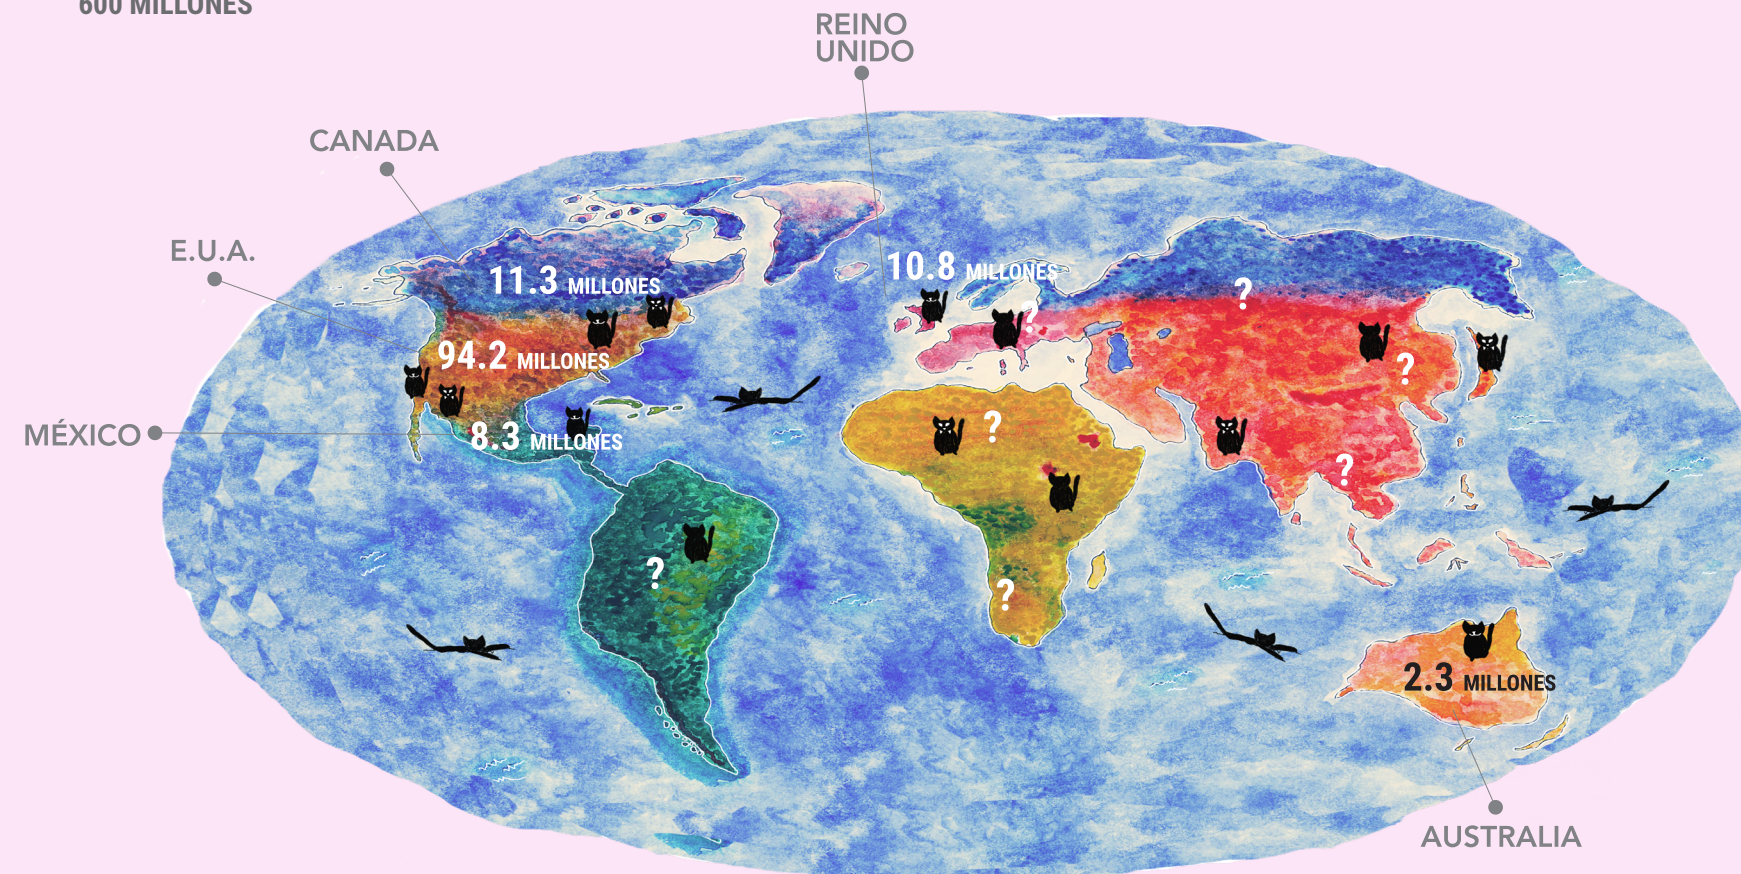 600 MILLONES
REINO
UNIDO
CANADA
E.U.A.
11.3 MILLONES
10.8 MILLONES
?
?
94.2 MILLONES
?
MÉXICO
8.3 MILLONES
?
?
?
?
2.3 MILLONES
AUSTRALIA